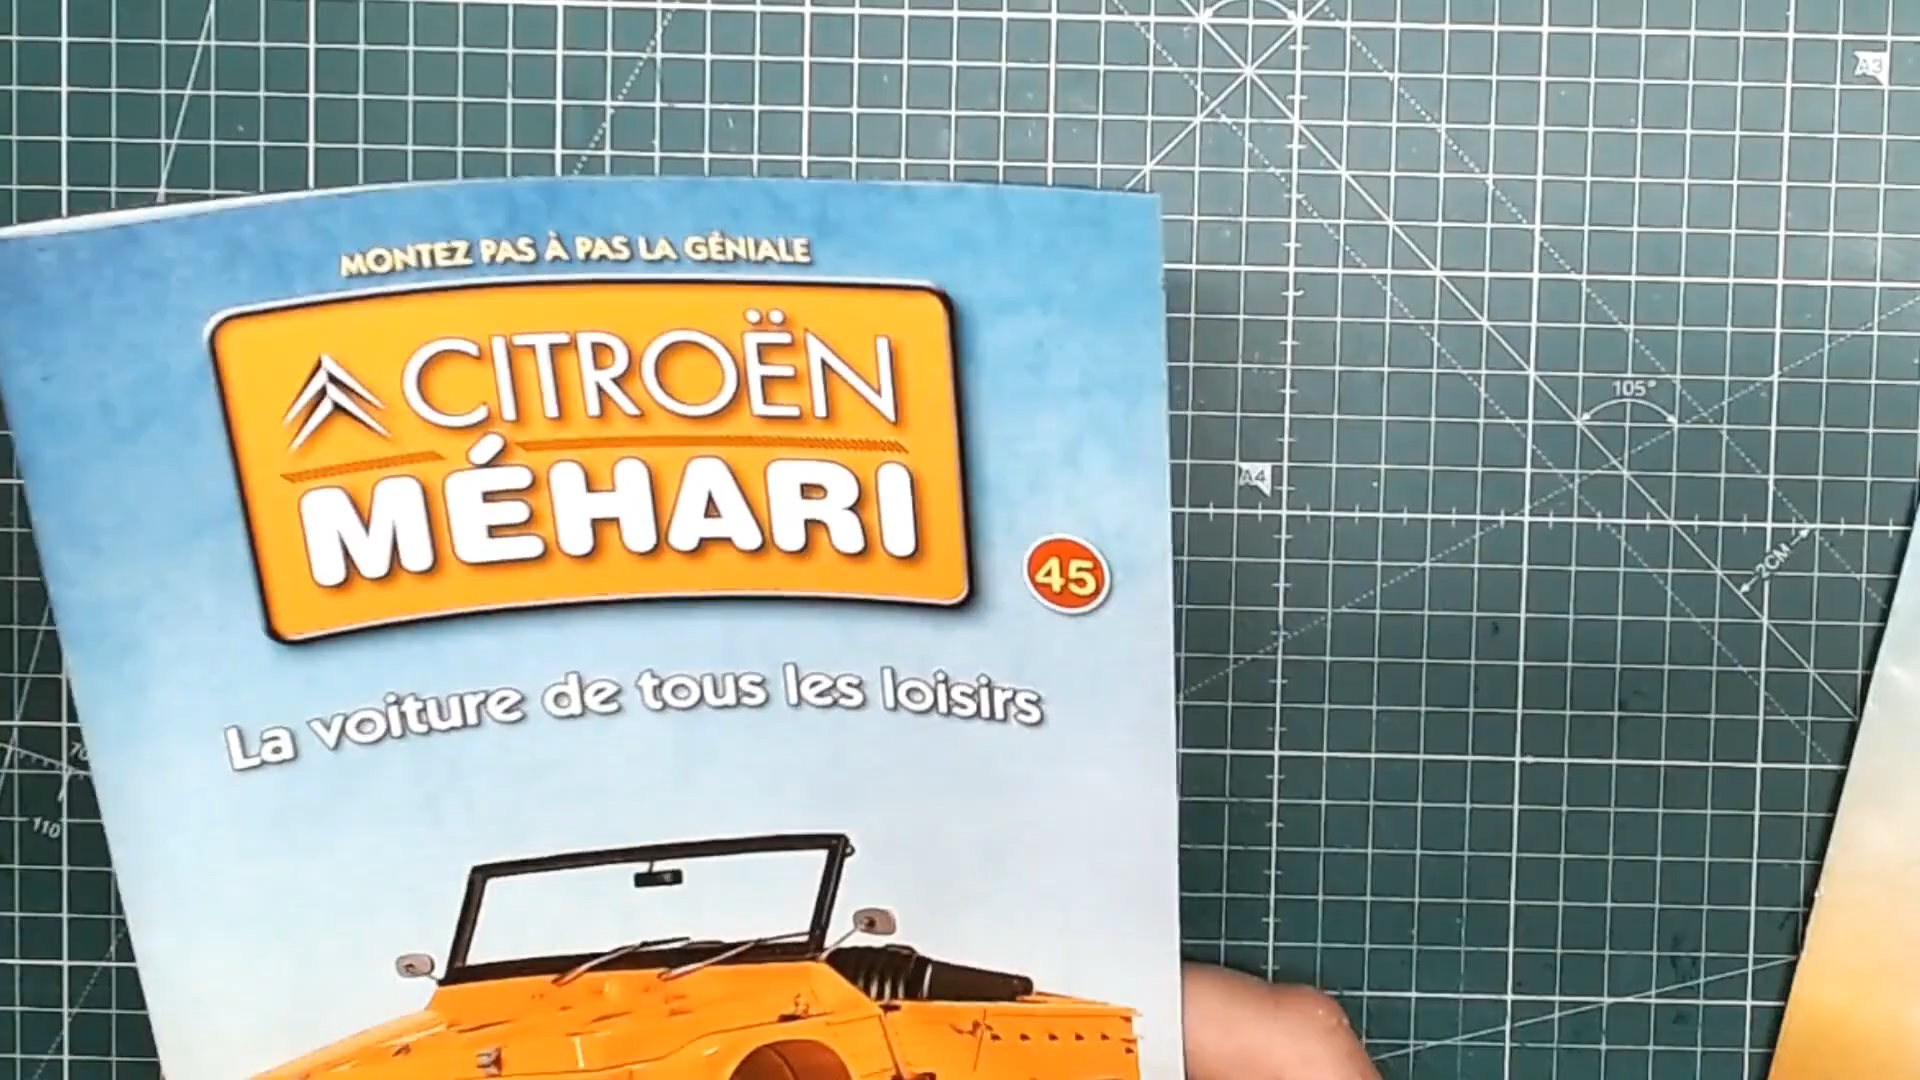 MONTEZ PAS À PAS LA GÉNIALE
CITROËN
MÉHARI
45
La voiture de tous les loisirs
A3
105°
A4
2CM
70
110